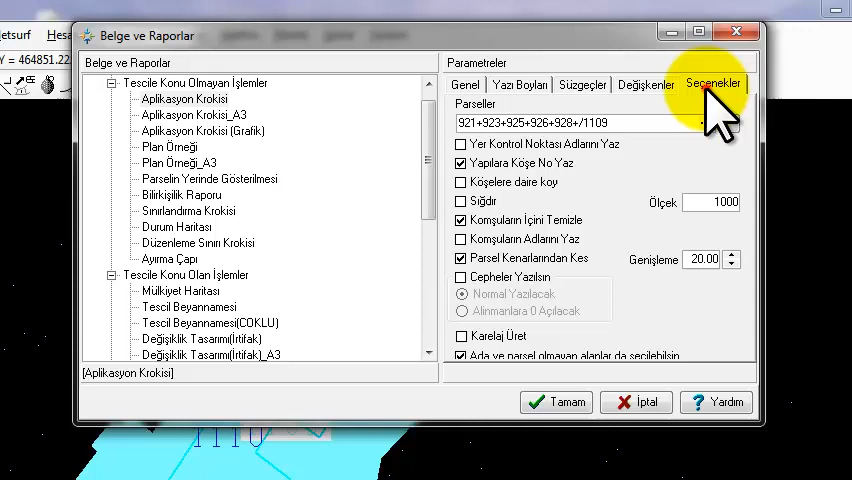 etsurf Hesa
Y = 464851.22
Belge ve Raporlar
Belge ve Raporlar
Tescile Konu Olmayan İşlemler
Aplikasyon Krokisi
Aplikasyon Krokisi_A3
Aplikasyon Krokisi (Grafik)
Plan Örneği
Plan Örneği_A3
Parselin Yerinde Gösterilmesi
Bilirkişilik Raporu
Sınırlandırma Krokisi
Durum Haritası
Düzenleme Sınırı Krokisi
Ayırma Çapı
Tescile Konu Olan İşlemler
Mülkiyet Haritası
Tescil Beyannamesi
Tescil Beyannamesi(COKLU)
Değişiklik Tasarımı(İrtifak)
Değişiklik Tasarımı(İrtifak)_A3
[Aplikasyon Krokisi]
Parametreler
Genel Yazı Boyları Süzgeçler Değişkenler Seçenekler
Parseller
921+923+925+926+928+/1109
Yer Kontrol Noktası Adlarını Yaz
Yapılara Köşe No Yaz
Köşelere daire koy
Sığdır Ölçek 1000
Komşuların İçini Temizle
Komşuların Adlarını Yaz
Parsel Kenarlarından Kes Genişleme 20.00
Cepheler Yazılsın
Normal Yazılacak
Alınmanlara 0 Açılacak
Karelaj Üret
Ada ve parsel olmayan alanlar da seçilebilsin
Tamam İptal Yardım